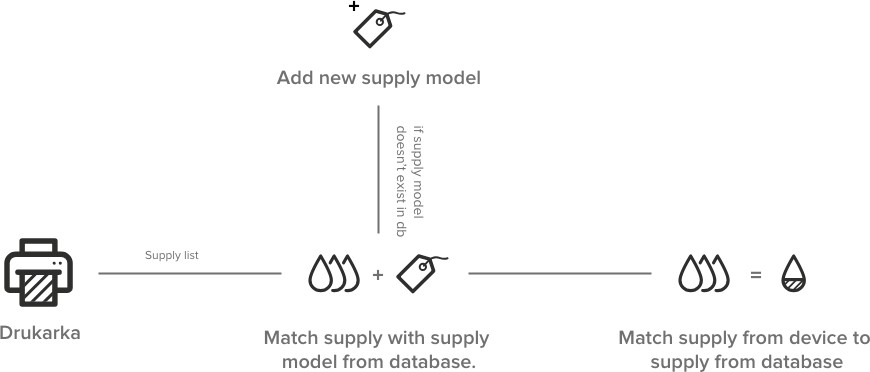 +
Add new supply model
if supply model
doesn't exist in db
Supply list
+
=
Drukarka
Match supply with supply
model from database.
Match supply from device to
supply from database